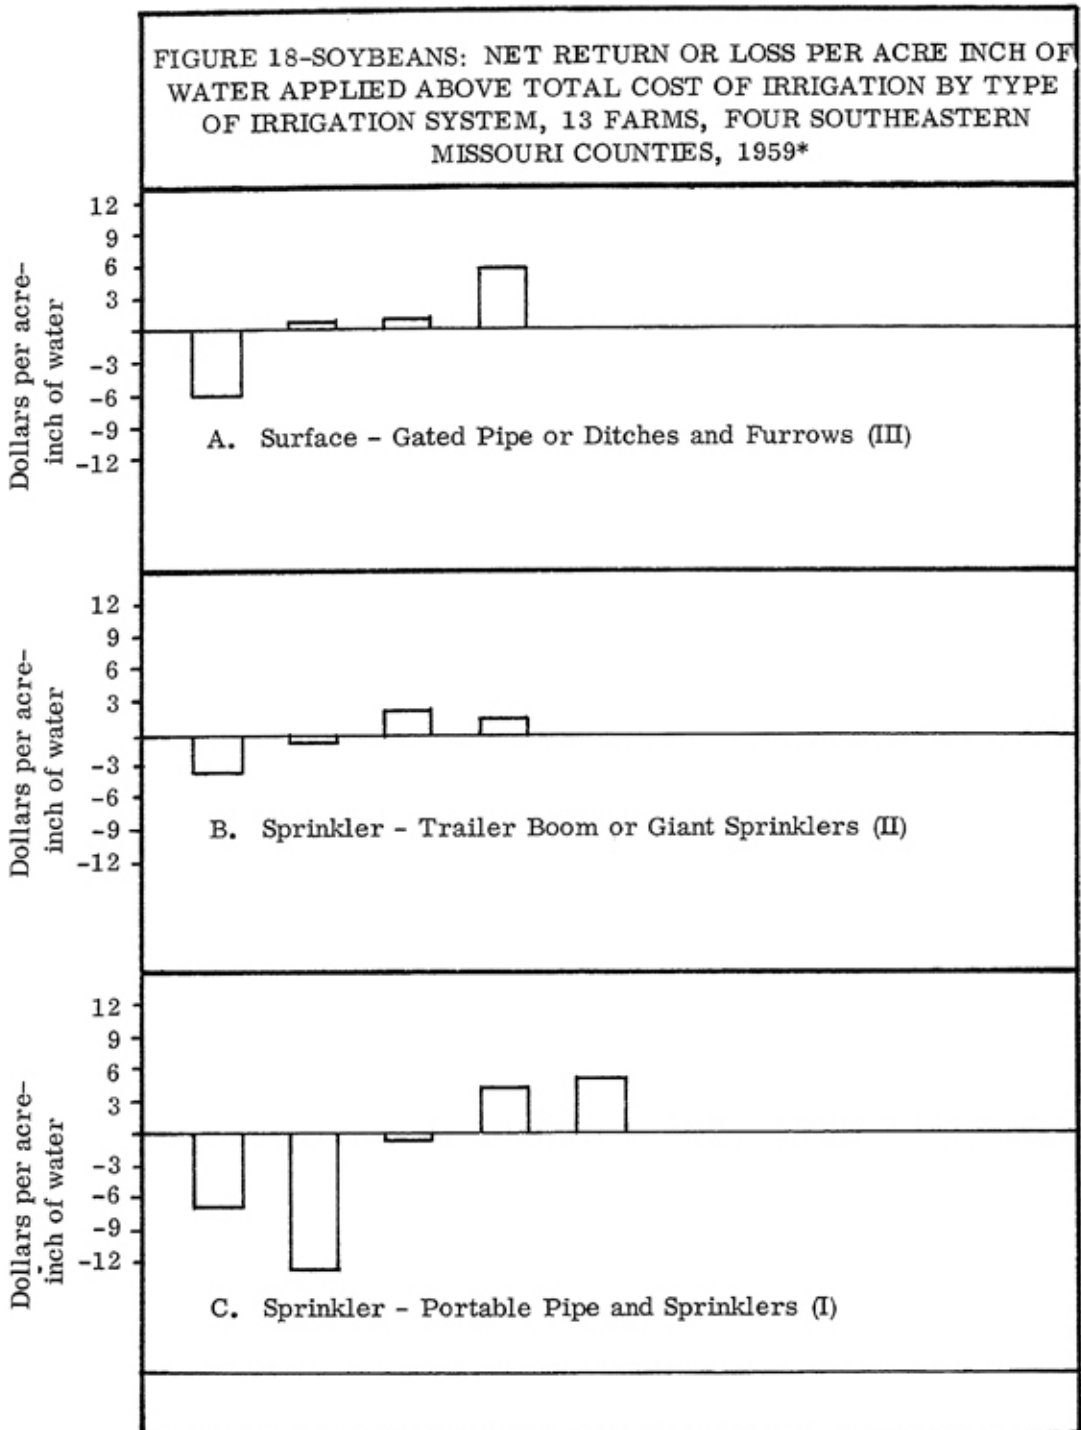 FIGURE 18-SOYBEANS: NET RETURN OR LOSS PER ACRE INCH OF
WATER APPLIED ABOVE TOTAL COST OF IRRIGATION BY TYPE
OF IRRIGATION SYSTEM, 13 FARMS, FOUR SOUTHEASTERN
MISSOURI COUNTIES, 1959*
Dollars per acre-
inch of water
12
9
6
3
-3
-6
-9
-12
A. Surface - Gated Pipe or Ditches and Furrows (III)
Dollars per acre-
inch of water
12
9
6
3
-3
-6
-9
-12
B. Sprinkler - Trailer Boom or Giant Sprinklers (II)
Dollars per acre-
inch of water
12
9
6
3
-3
-6
-9
-12
C. Sprinkler - Portable Pipe and Sprinklers (I)